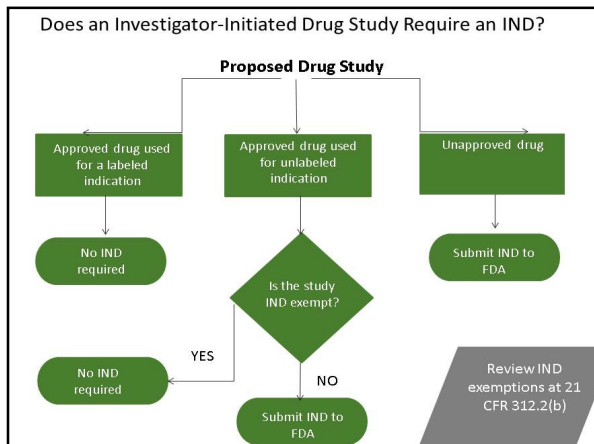 Does an Investigator-Initiated Drug Study Require an IND?
Proposed Drug Study
Approved drug used
for a labeled
indication
Approved drug used
for unlabeled
indication
Unapproved drug
No IND
required
Submit IND to
FDA
Is the study
IND exempt?
YES
No IND
required
NO
Submit IND to
FDA
Review IND
exemptions at 21
CFR 312.2(b)